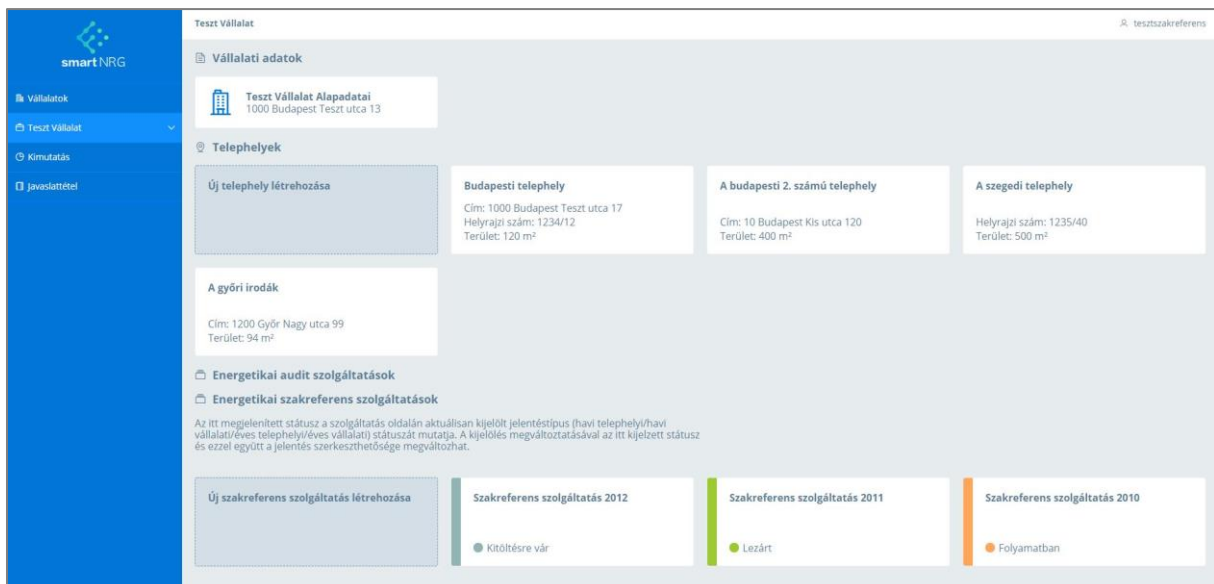 smart NRG
Vállalatok
Teszt Vállalat
Kimutatás
Javaslattétel
Teszt Vállalat
tesztszakreferens
Vállalati adatok
Teszt Vállalat Alapadatai
1000 Budapest Teszt utca 13
Telephelyek
Új telephely létrehozása
Budapesti telephely
Cím: 1000 Budapest Teszt utca 17
Helyrajzi szám: 1234/12
Terület: 120 m²
A budapesti 2. számú telephely
Cím: 10 Budapest Kis utca 120
Terület: 400 m²
A szegedi telephely
Helyrajzi szám: 1235/40
Terület: 500 m²
A győri irodák
Cím: 1200 Győr Nagy utca 99
Terület: 94 m²
Energetikai audit szolgáltatások
Energetikai szakreferens szolgáltatások
Az itt megjelenített státusz a szolgáltatás oldalán aktuálisan kijelölt jelentéstípus (havi telephelyi/havi
vállalati/éves telephelyi/éves vállalati) státuszát mutatja. A kijelölés megváltoztatásával az itt kijelzett státusz
és ezzel együtt a jelentés szerkeszthetősége megváltozhat.
Új szakreferens szolgáltatás létrehozása
Szakreferens szolgáltatás 2012
Kitöltésre vár
Szakreferens szolgáltatás 2011
Lezárt
Szakreferens szolgáltatás 2010
Folyamatban